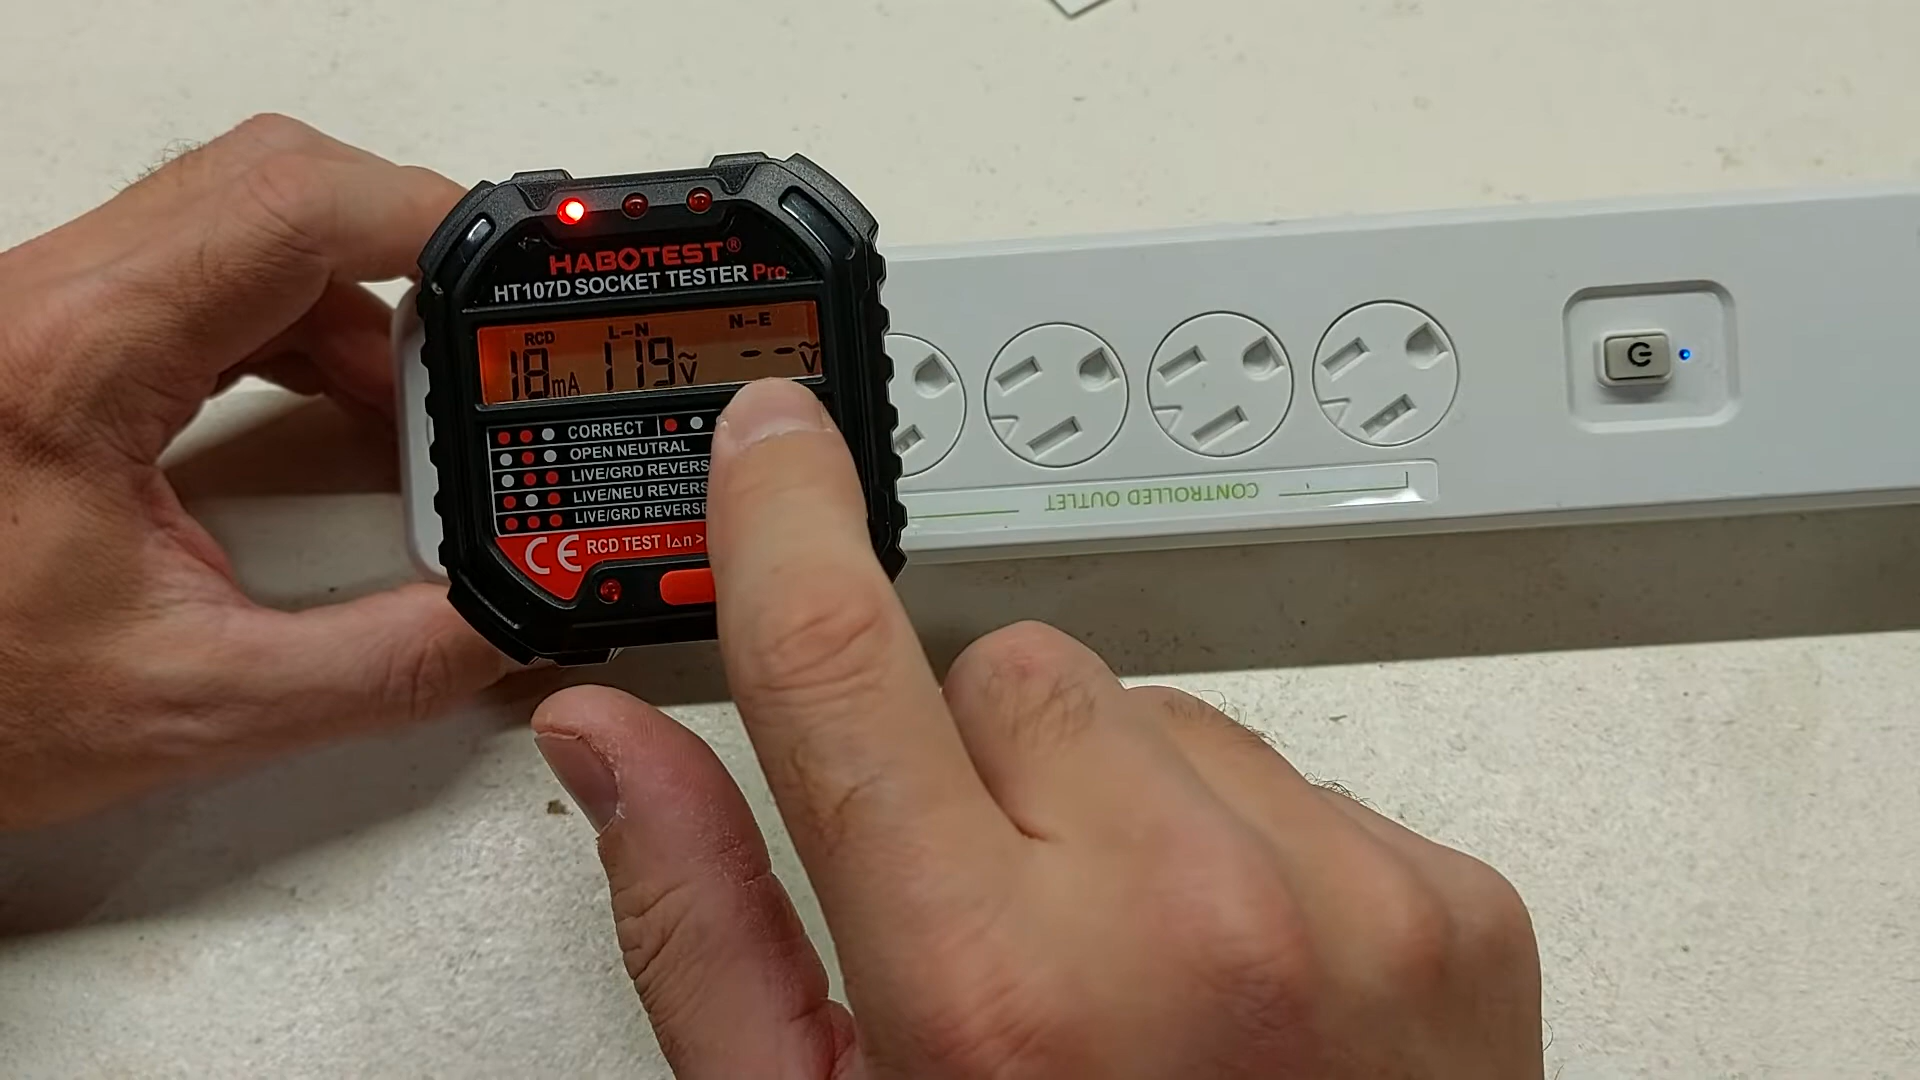 HABOTEST®
HT107D SOCKET TESTER Pro
RCD L-N N-E
18mA 119V --V
CORRECT
OPEN NEUTRAL
LIVE/GRD REVERS
LIVE/NEU REVERS
LIVE/GRD REVERSE
CE RCD TEST I△n >
CONTROLLED OUTLET